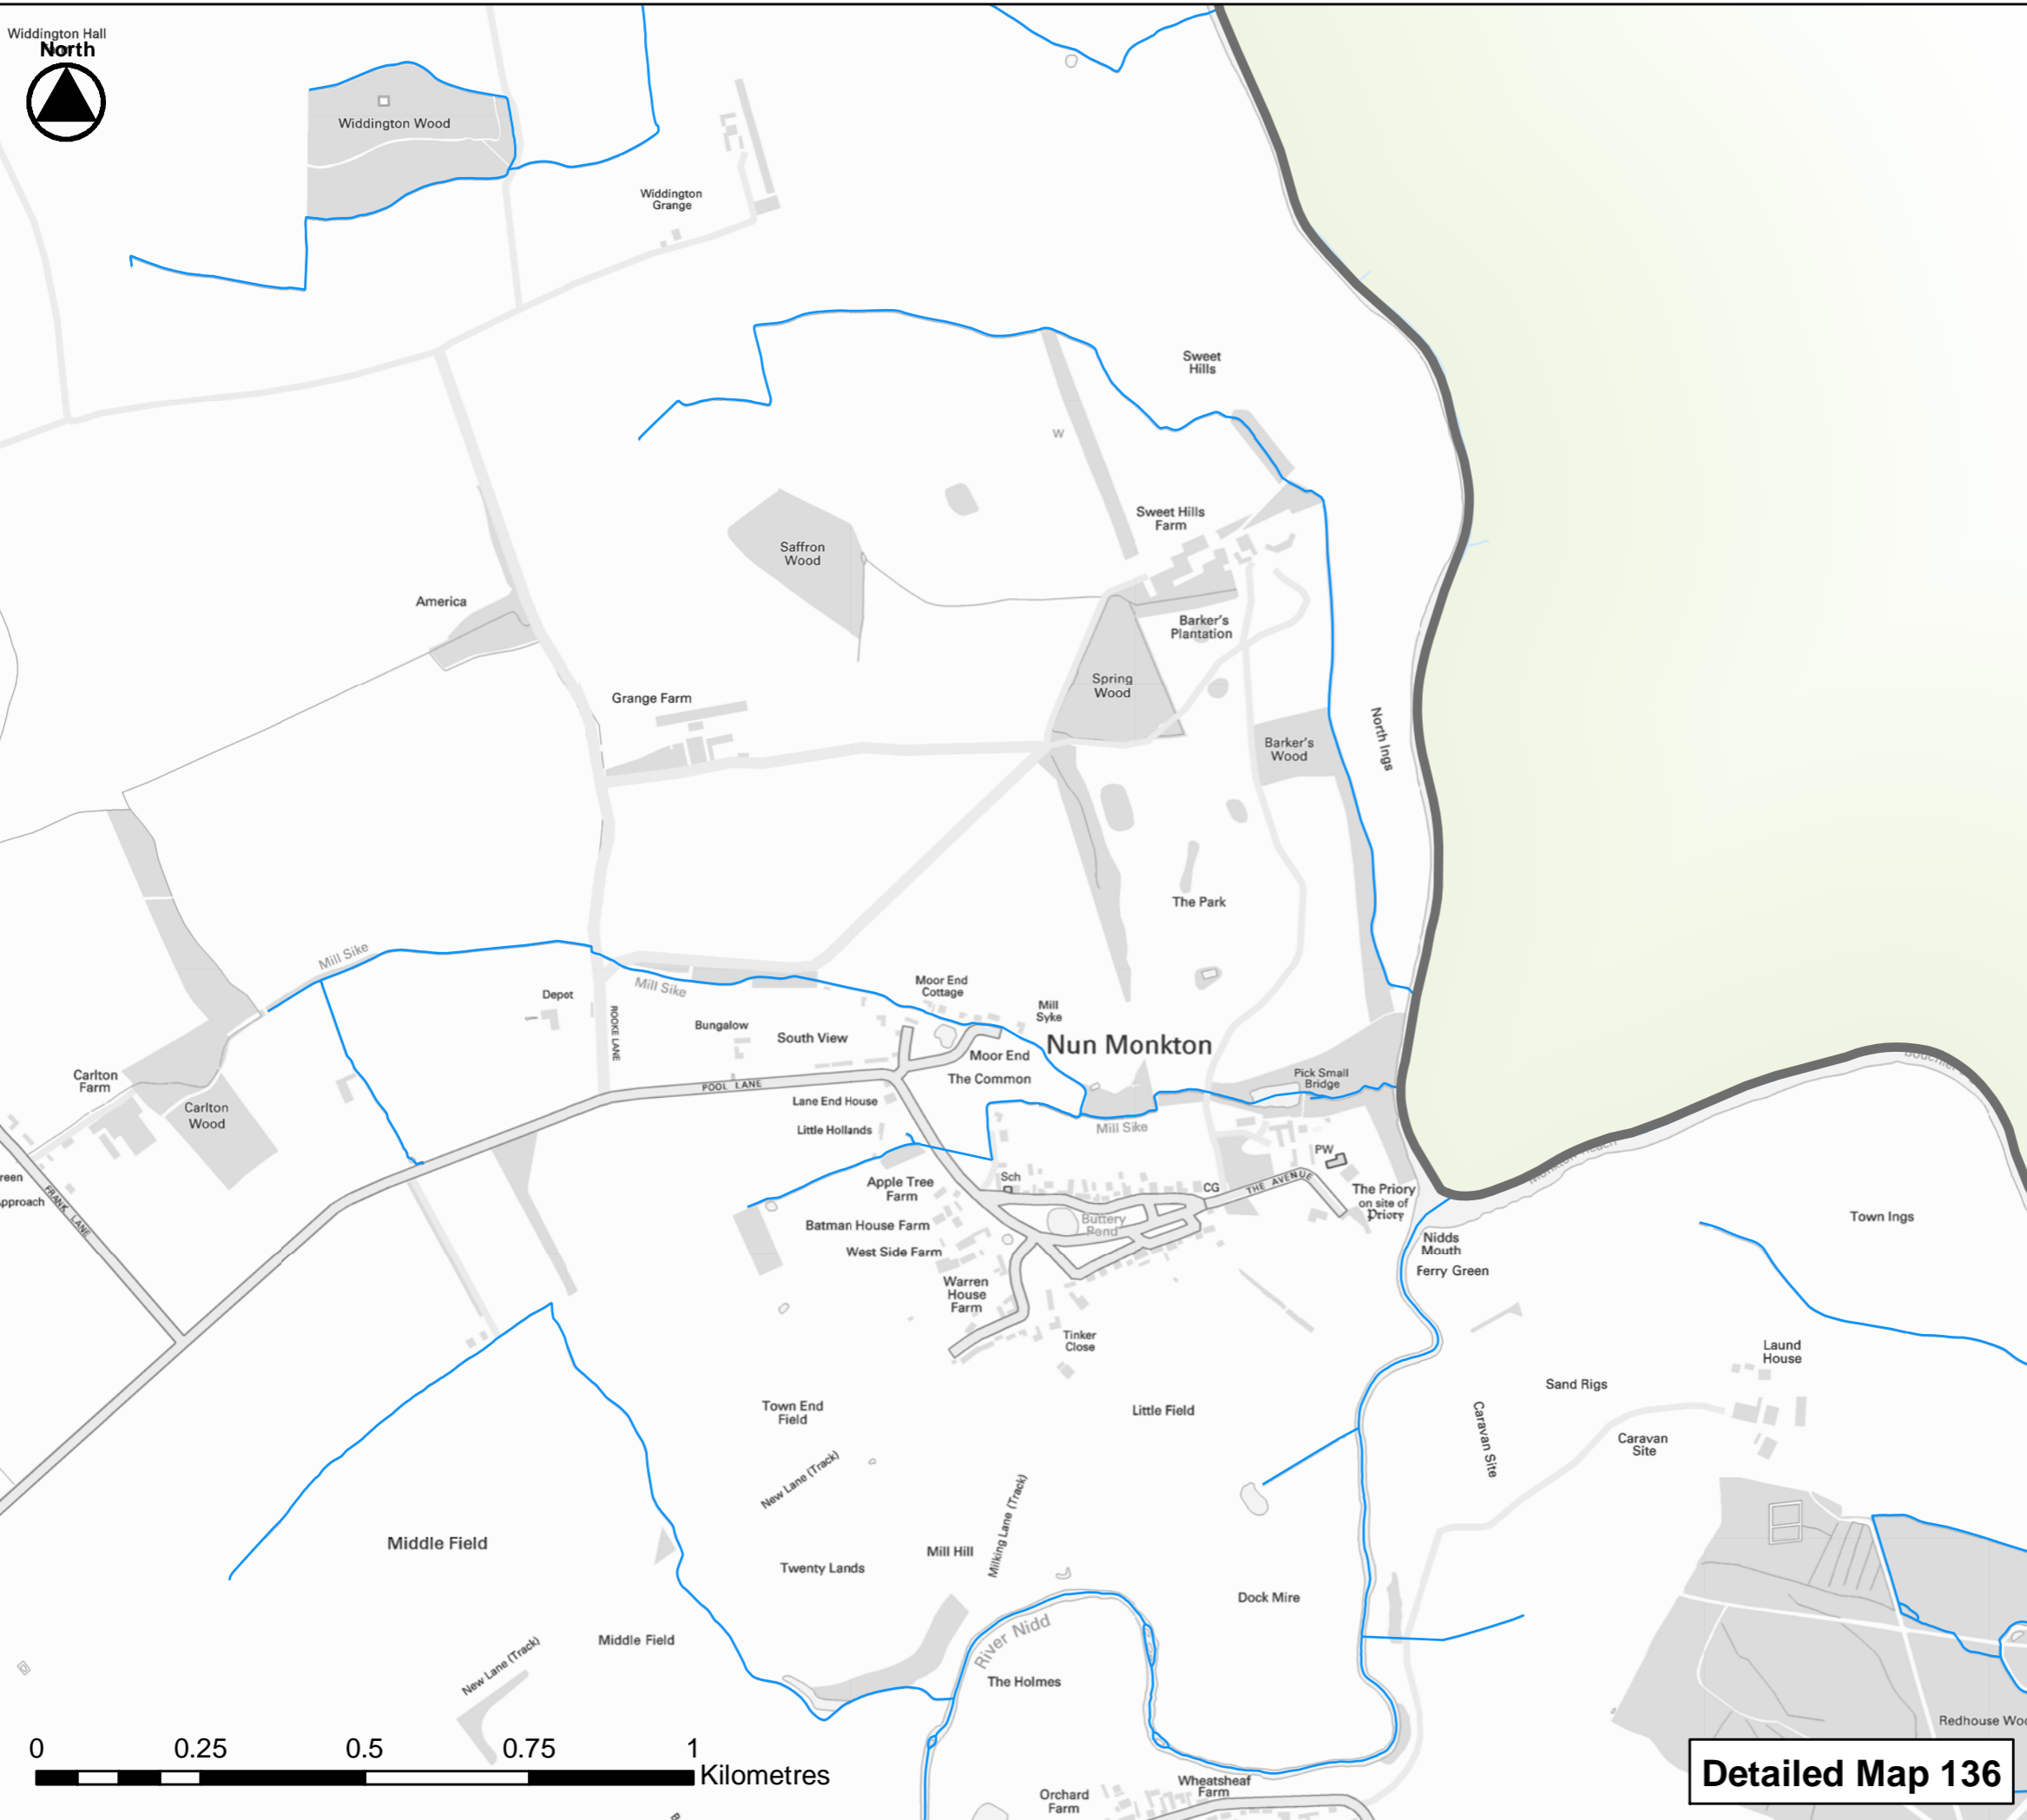 Widdington Hall
North
Widdington Wood
Widdington
Grange
Sweet
Hills
W
Sweet Hills
Farm
Saffron
Wood
America
Barker's
Plantation
Spring
Wood
Grange Farm
North Ings
Barker's
Wood
The Park
Mill Sike
Mill Sike
Depot
ROOKE LANE
Bungalow
South View
Moor End
Cottage
Mill
Syke
Nun Monkton
Moor End
The Common
Pick Small
Bridge
Carlton
Farm
Carlton
Wood
POOL LANE
Lane End House
Little Hollands
Mill Sike
PW
reen
Approach
FRANK LANE
Sch
Apple Tree
Farm
CG
THE AVENUE
The Priory
on site of
Priory
Batman House Farm
Buttery
Pond
West Side Farm
Nidds
Mouth
Ferry Green
Town Ings
Warren
House
Farm
Tinker
Close
Laund
House
Sand Rigs
Town End
Field
Little Field
Caravan Site
Caravan
Site
New Lane (Track)
Milking Lane (Track)
Middle Field
Mill Hill
Twenty Lands
Dock Mire
Middle Field
River Nidd
New Lane (Track)
The Holmes
Redhouse Woo
0 0.25 0.5 0.75 1
Kilometres
Detailed Map 136
Orchard
Farm
Wheatsheaf
Farm